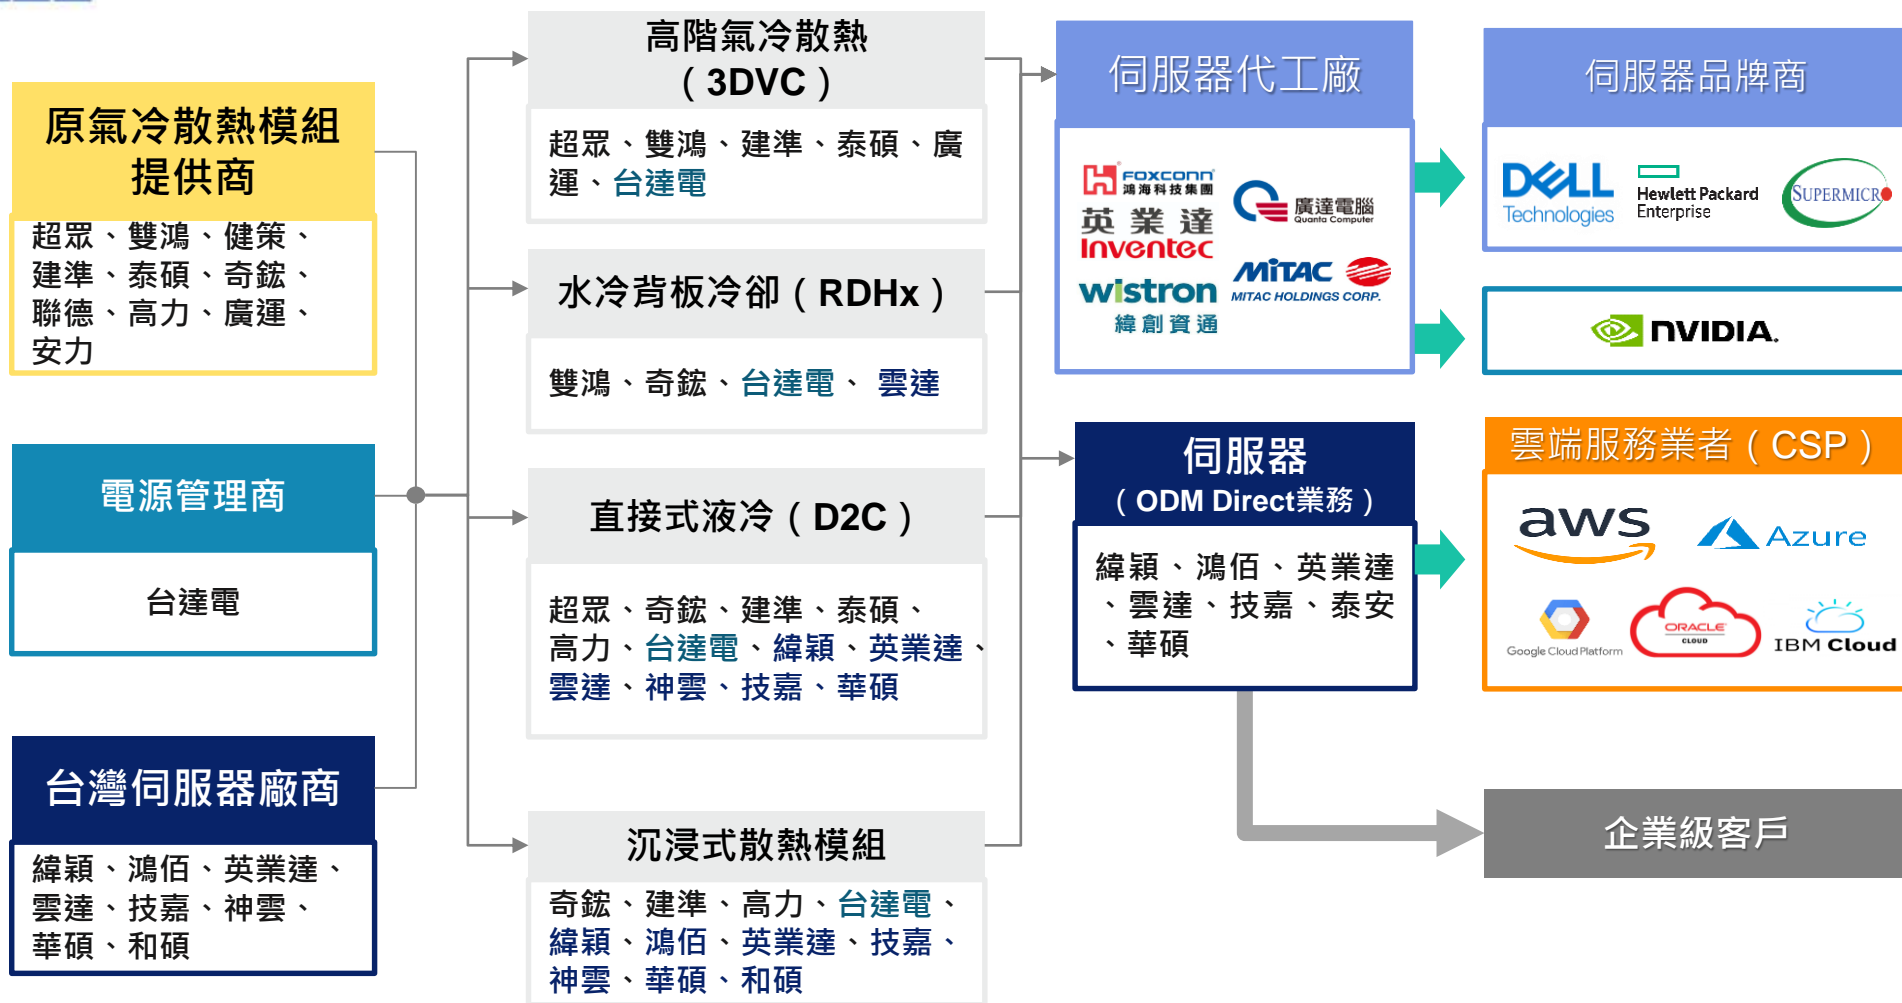 原氣冷散熱模組
提供商
超眾、雙鴻、健策、
建準、泰碩、奇鋐、
聯德、高力、廣運、
安力
電源管理商
台達電
台灣伺服器廠商
緯穎、鴻佰、英業達、
雲達、技嘉、神雲、
華碩、和碩
高階氣冷散熱
（3DVC）
超眾、雙鴻、建準、泰碩、廣
運、台達電
水冷背板冷卻（RDHx）
雙鴻、奇鋐、台達電、 雲達
直接式液冷（D2C）
超眾、奇鋐、建準、泰碩、
高力、台達電、緯穎、英業達、
雲達、神雲、技嘉、華碩
沉浸式散熱模組
奇鋐、建準、高力、台達電、
緯穎、鴻佰、英業達、技嘉、
神雲、華碩、和碩
伺服器代工廠
FOXCONN
鴻海科技集團
廣達電腦
Quanta Computer
英業達
Inventec
MiTAC
MITAC HOLDINGS CORP.
wistron
緯創資通
伺服器
（ODM Direct業務）
緯穎、鴻佰、英業達
、雲達、技嘉、泰安
、華碩
伺服器品牌商
DELL
Technologies
Hewlett Packard
Enterprise
SUPERMICR
NVIDIA.
雲端服務業者（CSP）
aws
Azure
Google Cloud Platform
ORACLE
CLOUD
IBM Cloud
企業級客戶